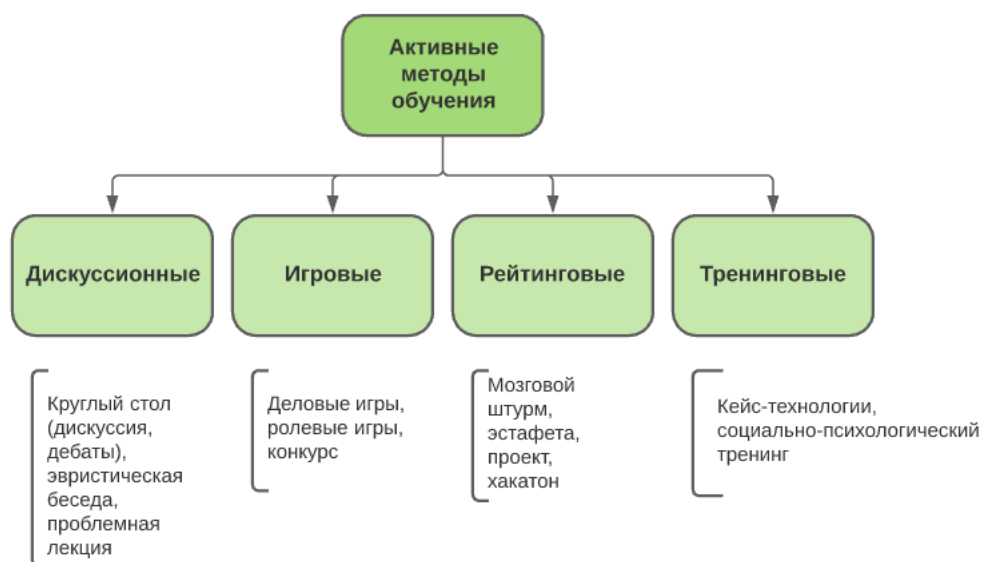 Активные
методы
обучения
Дискуссионные
Игровые
Рейтинговые
Тренинговые
Круглый стол
(дискуссия,
дебаты),
эвристическая
беседа,
проблемная
лекция
Деловые игры,
ролевые игры,
конкурс
Мозговой
штурм,
эстафета,
проект,
хакатон
Кейс-технологии,
социально-психологический
тренинг